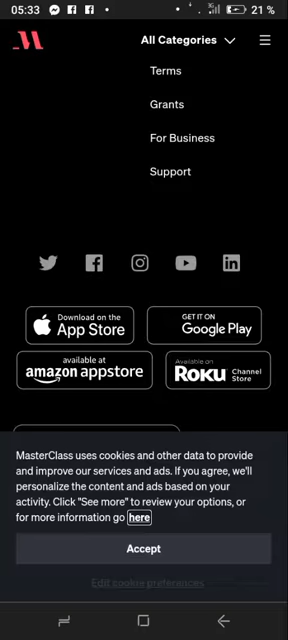 05:33 21 %
All Categories
Terms
Grants
For Business
Support
Download on the
App Store
GET IT ON
Google Play
available at
amazon appstore
Available on
ROKU Channel Store
MasterClass uses cookies and other data to provide
and improve our services and ads. If you agree, we'll
personalize the content and ads based on your
activity. Click "See more" to review your options, or
for more information go here
Accept
Edit cookie preferences